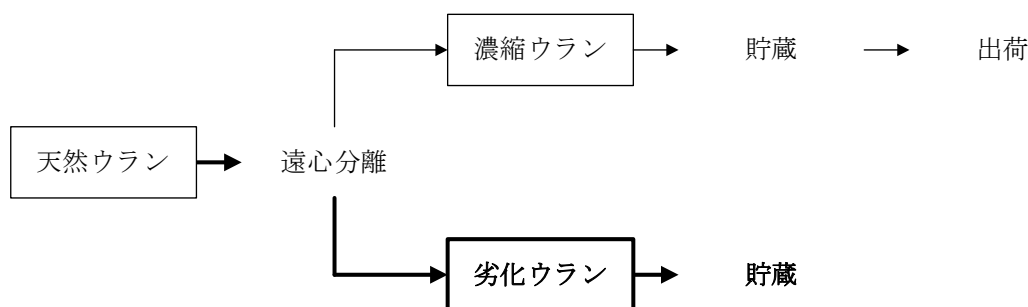 濃縮ウラン
貯蔵
出荷
天然ウラン
遠心分離
劣化ウラン
貯蔵